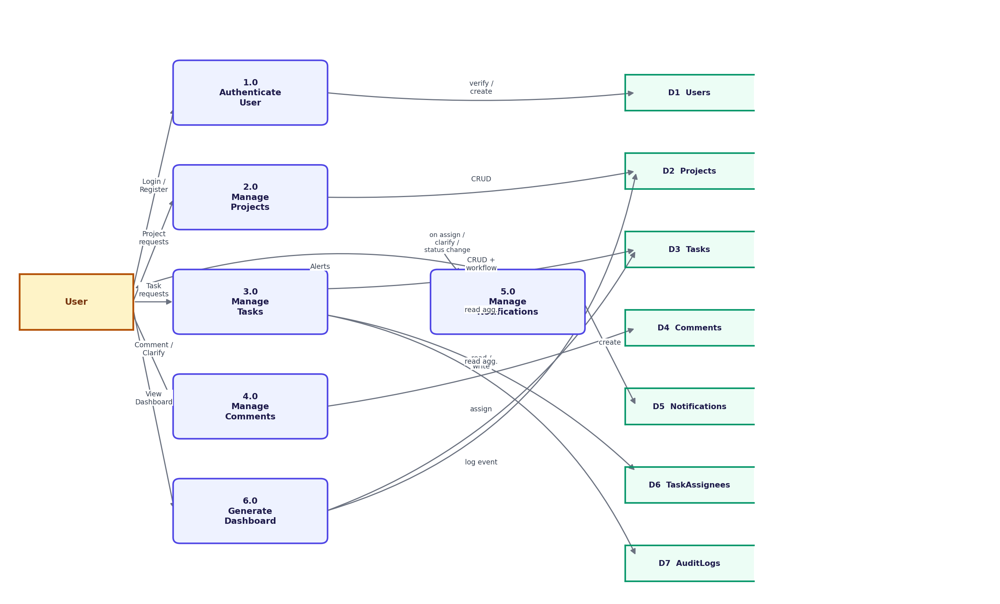 1.0
Authenticate
User
verify /
create
D1  Users
Login /
Register
2.0
Manage
Projects
CRUD
D2  Projects
Project
requests
on assign /
clarify /
status change
CRUD +
workflow
D3  Tasks
Alerts
User
Task
requests
3.0
Manage
Tasks
5.0
Manage
read agg.
D4  Comments
Comment /
Clarify
create
read /
write
read agg.
View
Dashboard
4.0
Manage
Comments
assign
D5  Notifications
log event
6.0
Generate
Dashboard
D6  TaskAssignees
D7  AuditLogs